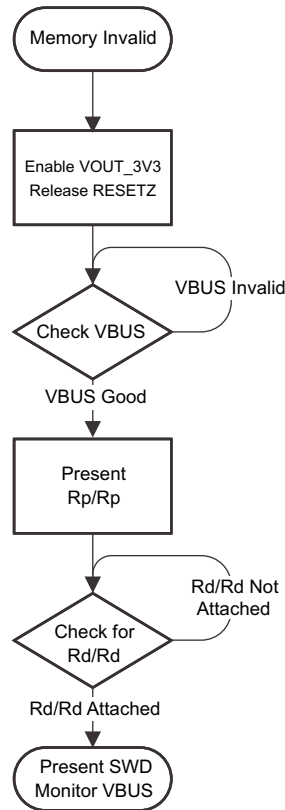 Memory Invalid
Enable VOUT_3V3
Release RESETZ
VBUS Invalid
Check VBUS
VBUS Good
Present
Rp/Rp
Rd/Rd Not
Attached
Check for
Rd/Rd
Rd/Rd Attached
Present SWD
Monitor VBUS